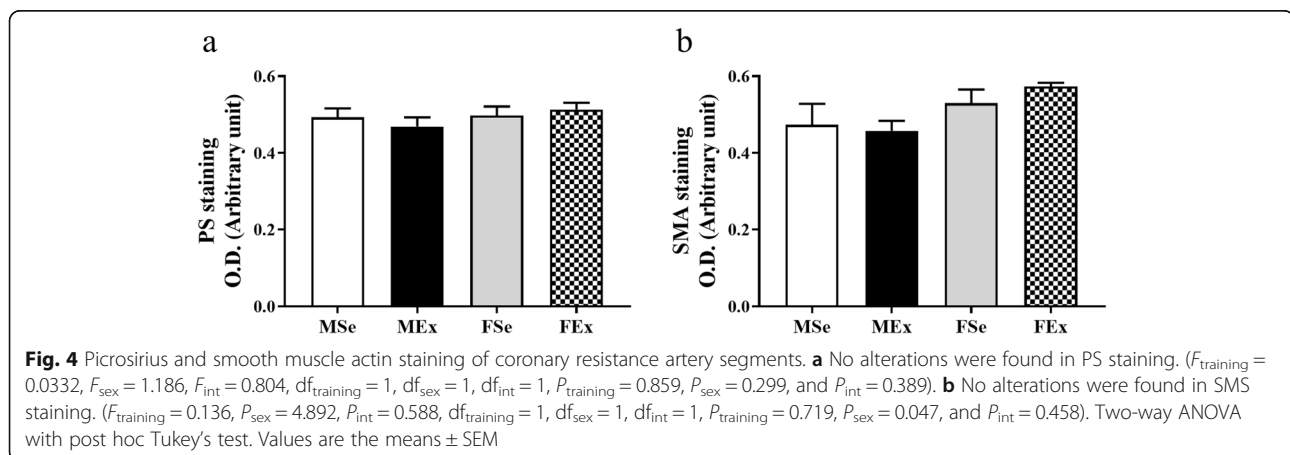 a
b
PS staining
O.D. (Arbitrary unit)
0.6
0.4
0.2
0.0
MSe MEx FSe FEx
SMA staining
O.D. (Arbitrary unit)
0.6
0.4
0.2
0.0
MSe MEx FSe FEx
Fig. 4 Picrosirius and smooth muscle actin staining of coronary resistance artery segments. a No alterations were found in PS staining. (Ftraining =
0.0332, Fsex = 1.186, Fint = 0.804, dftraining = 1, dfsex = 1, dfint = 1, Ptraining = 0.859, Psex = 0.299, and Pint = 0.389). b No alterations were found in SMS
staining. (Ftraining = 0.136, Psex = 4.892, Pint = 0.588, dftraining = 1, dfsex = 1, dfint = 1, Ptraining = 0.719, Psex = 0.047, and Pint = 0.458). Two-way ANOVA
with post hoc Tukey's test. Values are the means ± SEM